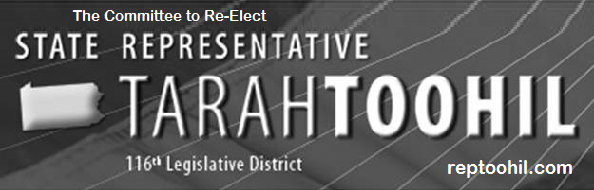 The Committee to Re-Elect
STATE REPRESENTATIVE
TARAHTOOHIL
116th Legislative District
reptoohil.com